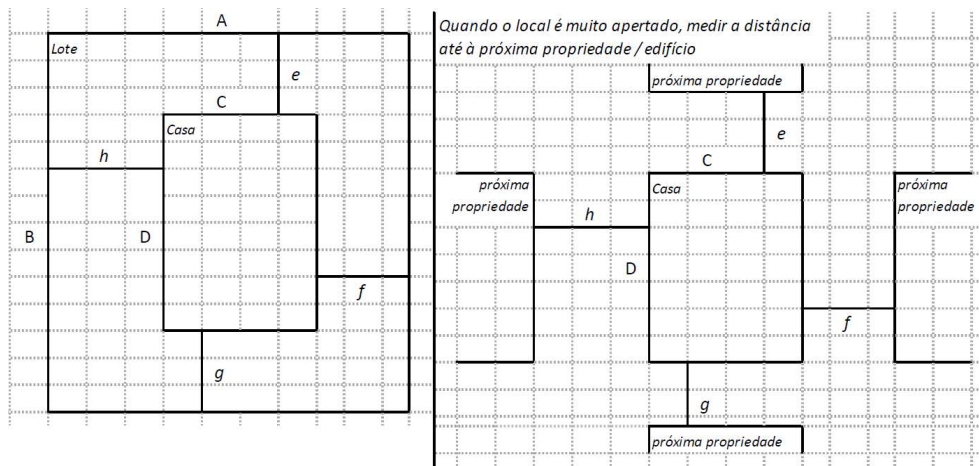 A
Lote
e
C
Casa
h
B
D
f
g
Quando o local é muito apertado, medir a distância
até à próxima propriedade / edifício
próxima propriedade
e
C
próxima
propriedade
Casa
próxima
propriedade
h
D
f
g
próxima propriedade